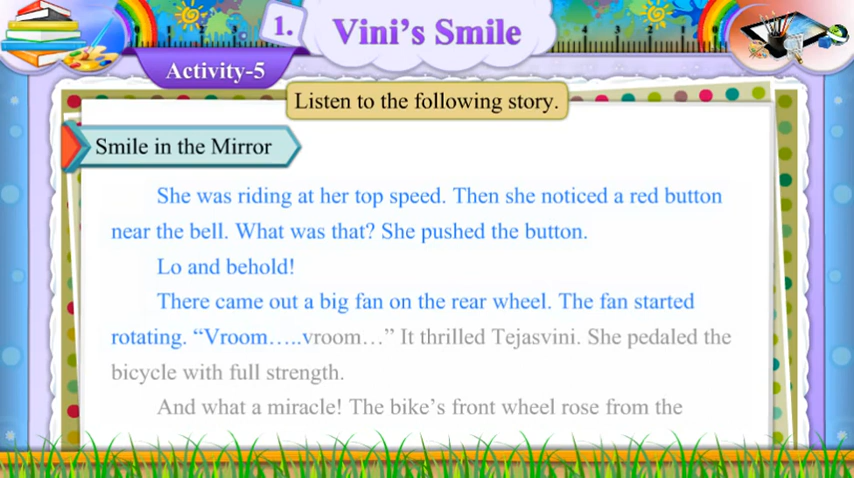 1. Vini's Smile
Activity-5
Listen to the following story.
Smile in the Mirror
She was riding at her top speed. Then she noticed a red button
near the bell. What was that? She pushed the button.
Lo and behold!
There came out a big fan on the rear wheel. The fan started
rotating. “Vroom…..vroom…” It thrilled Tejasvini. She pedaled the
bicycle with full strength.
And what a miracle! The bike’s front wheel rose from the